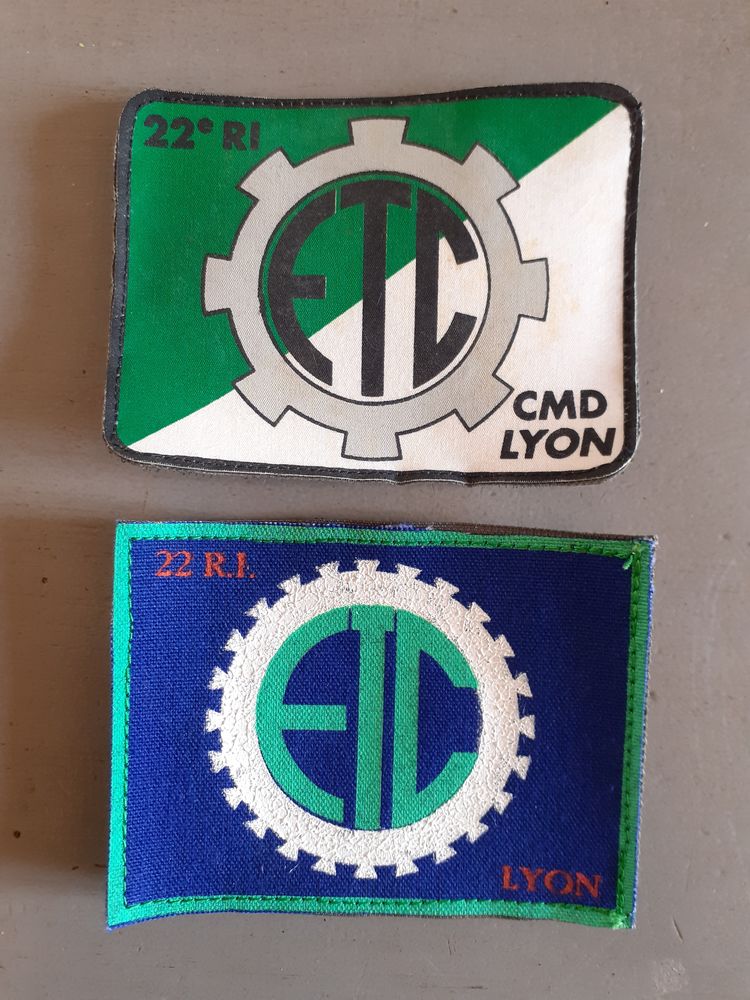 22e RI
ETC
CMD
LYON
22 R.I.
ETC
LYON